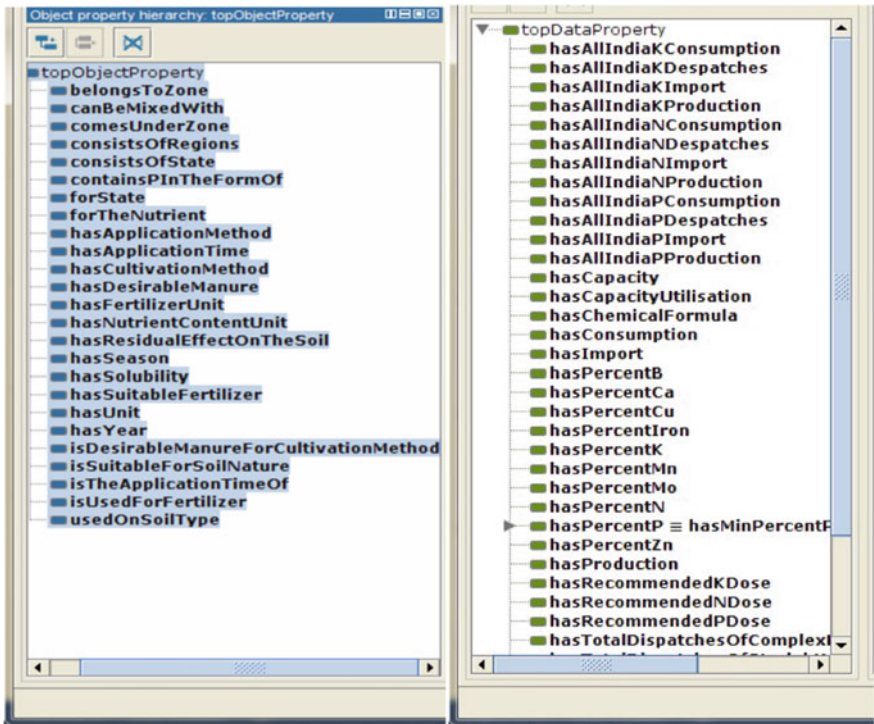 Object property hierarchy: topObjectProperty
topObjectProperty
belongsToZone
canBeMixedWith
comesUnderZone
consistsOfRegions
consistsOfState
containsPInTheFormOf
forState
forTheNutrient
hasApplicationMethod
hasApplicationTime
hasCultivationMethod
hasDesirableManure
hasFertilizerUnit
hasNutrientContentUnit
hasResidualEffectOnTheSoil
hasSeason
hasSolubility
hasSuitableFertilizer
hasUnit
hasYear
isDesirableManureForCultivationMethod
isSuitableForSoilNature
isTheApplicationTimeOf
isUsedForFertilizer
usedOnSoilType
topDataProperty
hasAllIndiaKConsumption
hasAllIndiaKDespatches
hasAllIndiaKImport
hasAllIndiaKProduction
hasAllIndiaNConsumption
hasAllIndiaNDespatches
hasAllIndiaNImport
hasAllIndiaNProduction
hasAllIndiaPConsumption
hasAllIndiaPDespatches
hasAllIndiaPImport
hasAllIndiaPProduction
hasCapacity
hasCapacityUtilisation
hasChemicalFormula
hasConsumption
hasImport
hasPercentB
hasPercentCa
hasPercentCu
hasPercentIron
hasPercentK
hasPercentMn
hasPercentMo
hasPercentN
hasPercentP ≡ hasMinPercentP
hasPercentZn
hasProduction
hasRecommendedKDose
hasRecommendedNDose
hasRecommendedPDose
hasTotalDispatchesOfComplex